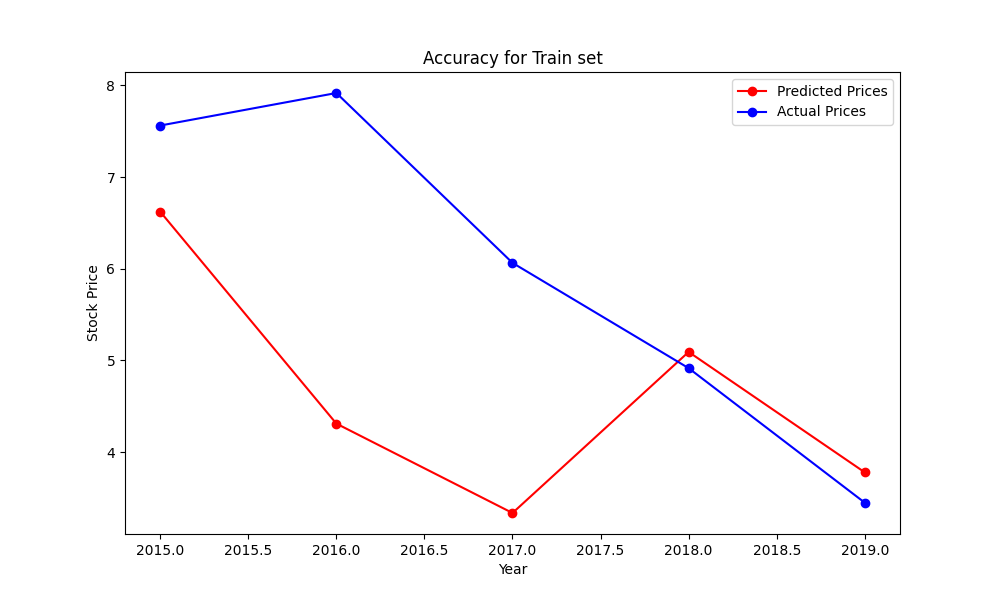 Accuracy for Train set
Predicted Prices
Actual Prices
8
7
6
5
4
Stock Price
2015.0 2015.5 2016.0 2016.5 2017.0 2017.5 2018.0 2018.5 2019.0
Year